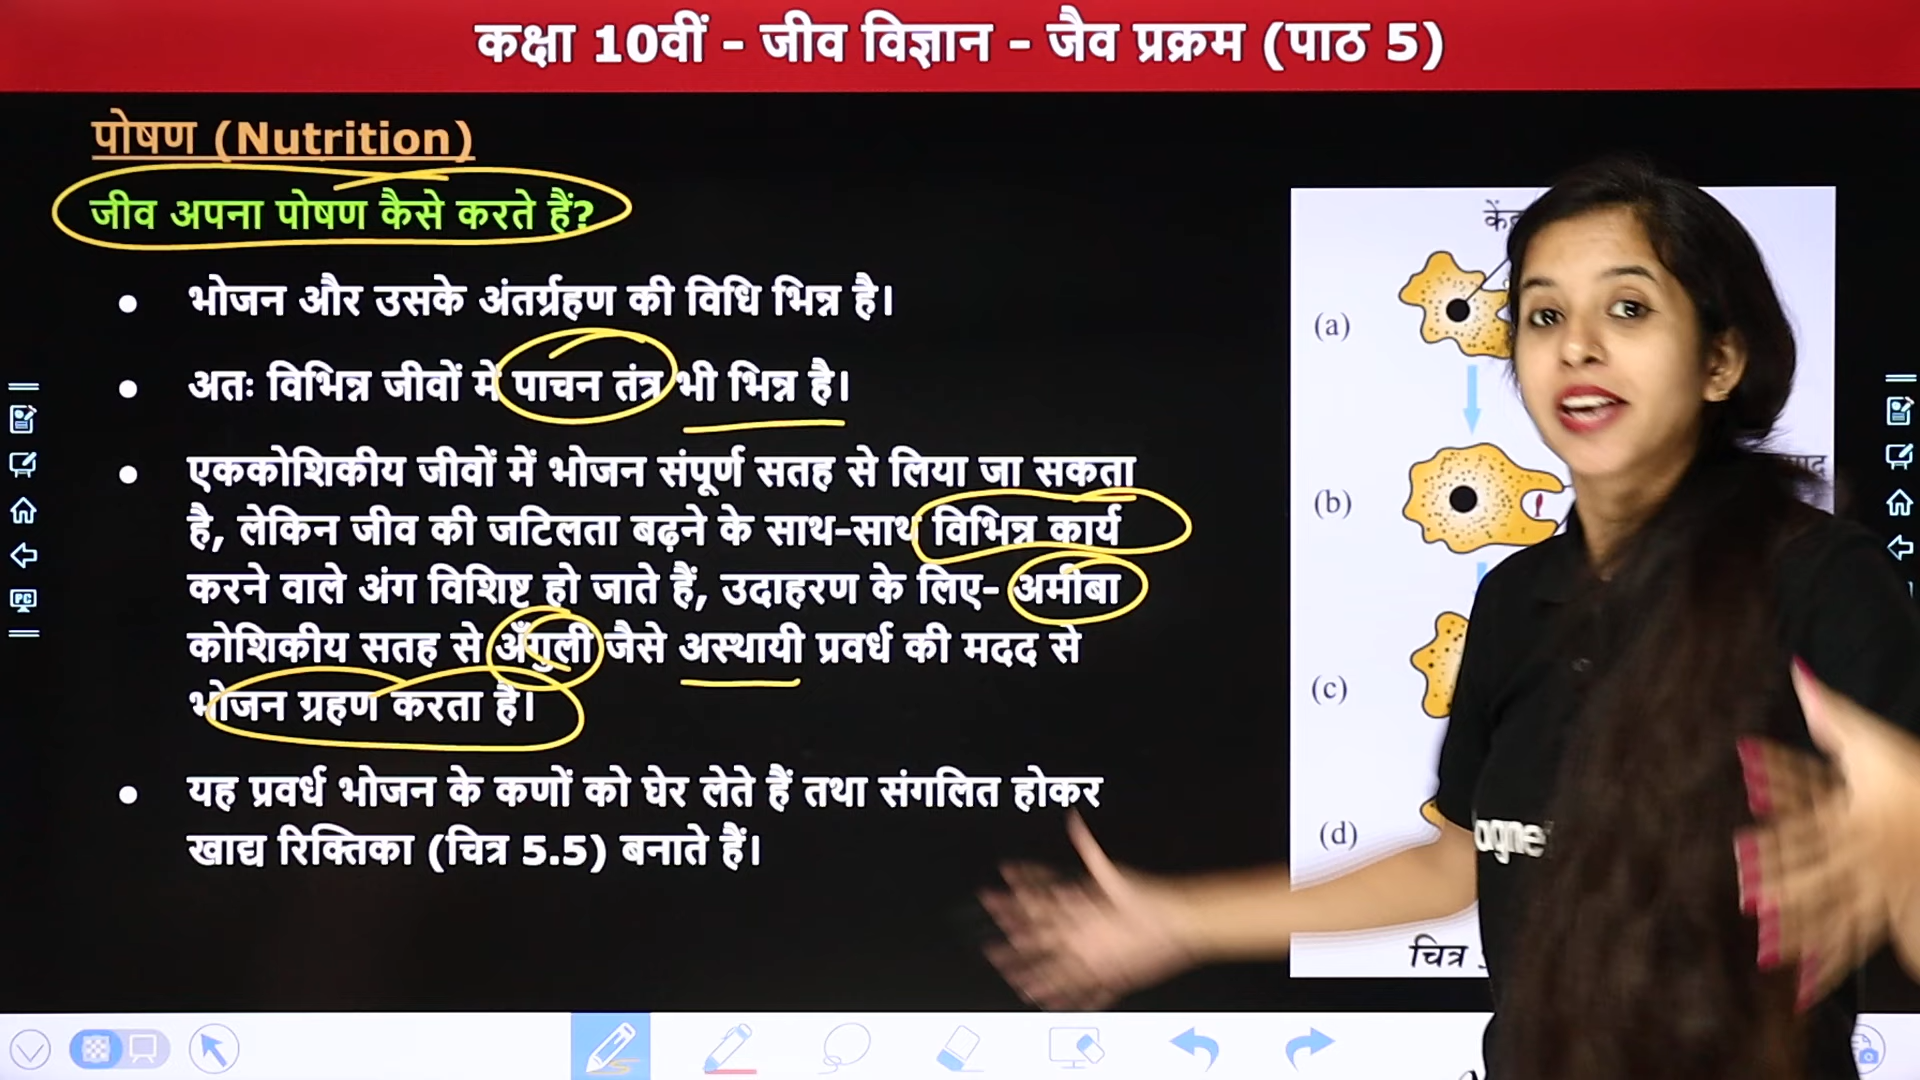 कक्षा 10वीं - जीव विज्ञान - जैव प्रक्रम (पाठ 5)
पोषण (Nutrition)
जीव अपना पोषण कैसे करते हैं?
• भोजन और उसके अंतर्ग्रहण की विधि भिन्न है।
• अतः विभिन्न जीवों में पाचन तंत्र भी भिन्न है।
• एककोशिकीय जीवों में भोजन संपूर्ण सतह से लिया जा सकता
है, लेकिन जीव की जटिलता बढ़ने के साथ-साथ विभिन्न कार्य
करने वाले अंग विशिष्ट हो जाते हैं, उदाहरण के लिए- अमीबा
कोशिकीय सतह से अँगुली जैसे अस्थायी प्रवर्ध की मदद से
भोजन ग्रहण करता है।
• यह प्रवर्ध भोजन के कणों को घेर लेते हैं तथा संगलित होकर
खाद्य रिक्तिका (चित्र 5.5) बनाते हैं।
(a)
(b)
(c)
(d)
चित्र
PC